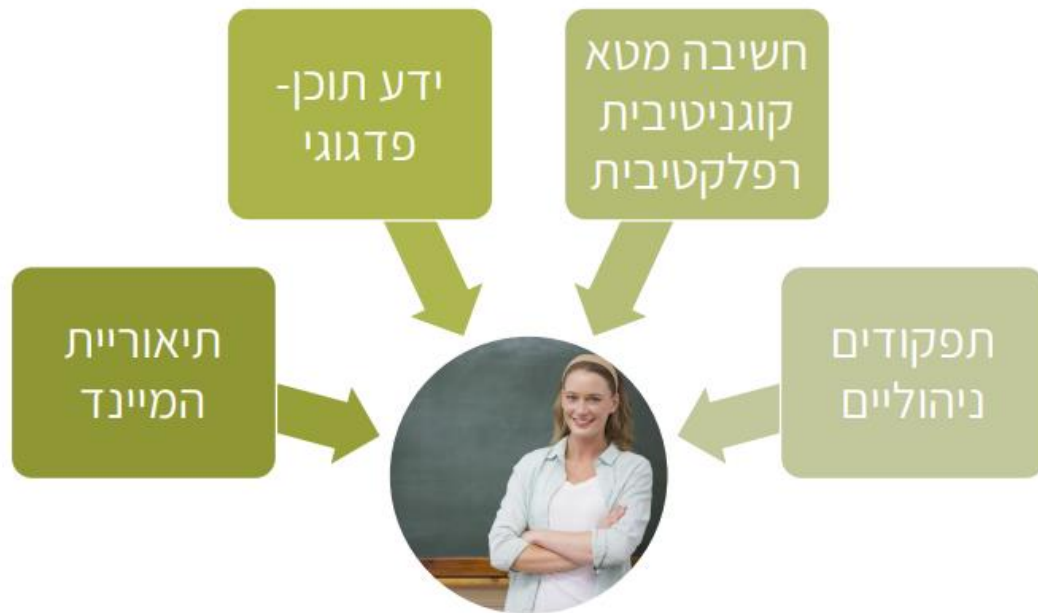 חשיבה מטא
קוגניטיבית
רפלקטיבית
ידע תוכן-
פדגוגי
תפקודים
ניהוליים
תיאוריית
המיינד